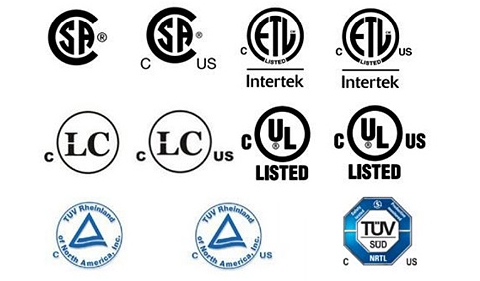 SA®
SA®
C US
ETL
C LISTED
Intertek
ETL
C LISTED US
Intertek
C LC
C LC US
C UL®
LISTED
C UL® US
LISTED
TÜV Rheinland
of North America, Inc.
C
TÜV Rheinland
of North America, Inc.
C US
TÜV
SÜD
NRTL
C US